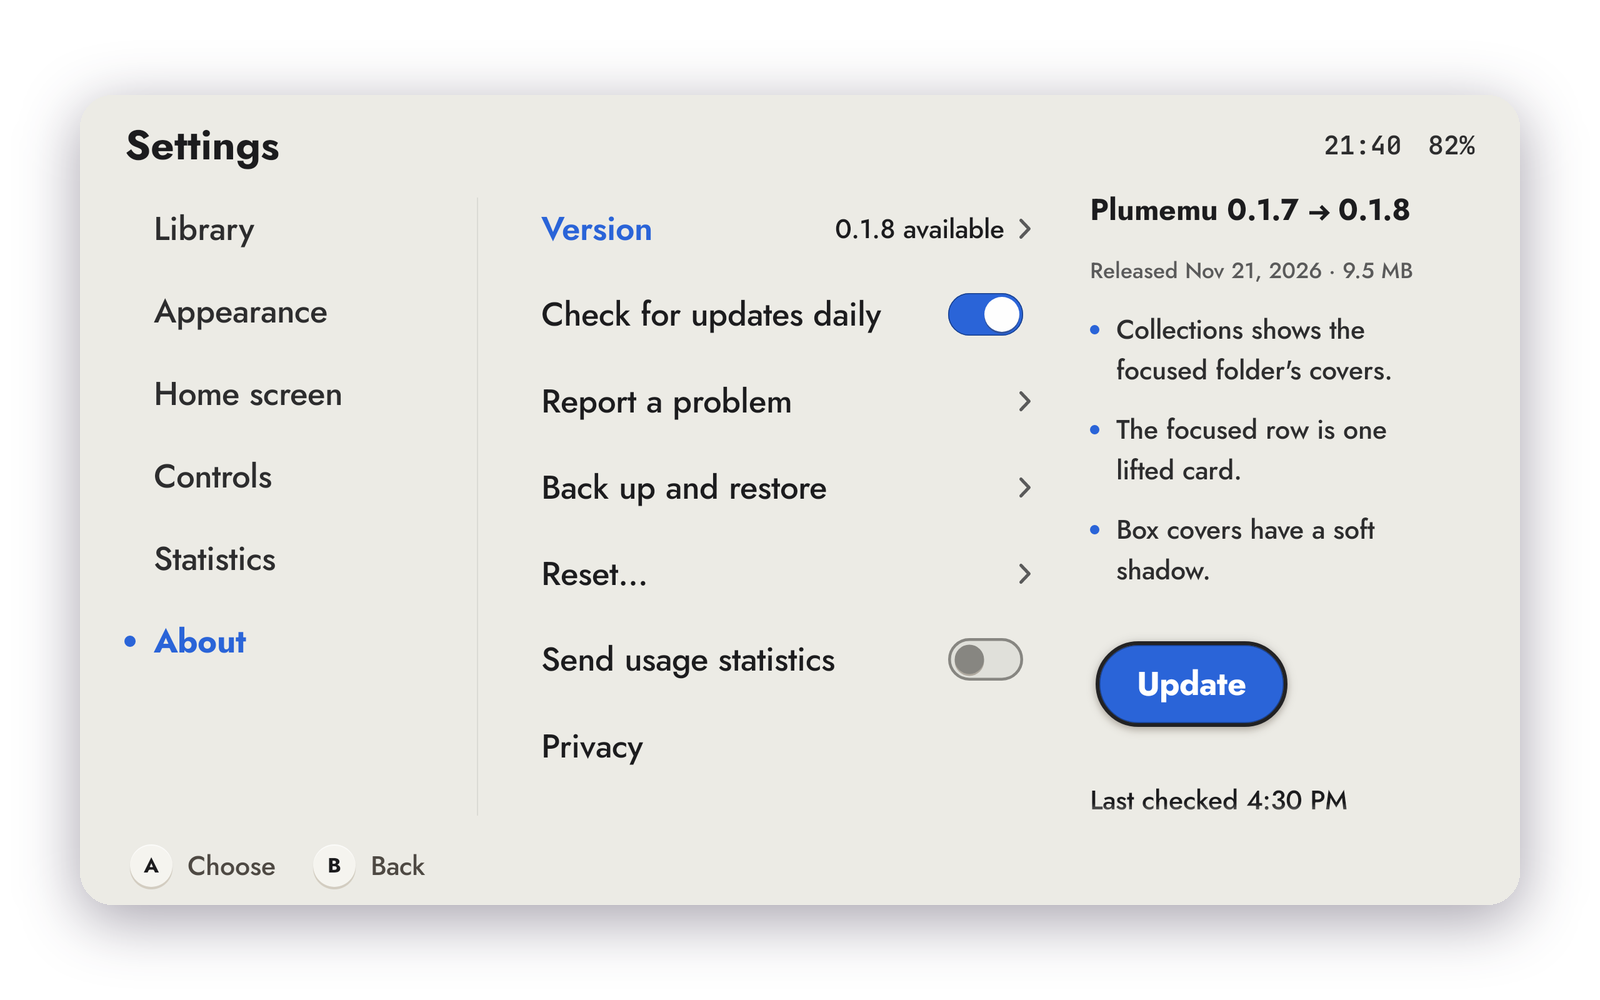 Settings
21:40 82%
Library
Appearance
Home screen
Controls
Statistics
About
Version 0.1.8 available
Check for updates daily
Report a problem
Back up and restore
Reset...
Send usage statistics
Privacy
Plumemu 0.1.7 → 0.1.8
Released Nov 21, 2026 · 9.5 MB
• Collections shows the
focused folder's covers.
• The focused row is one
lifted card.
• Box covers have a soft
shadow.
Update
Last checked 4:30 PM
A Choose B Back